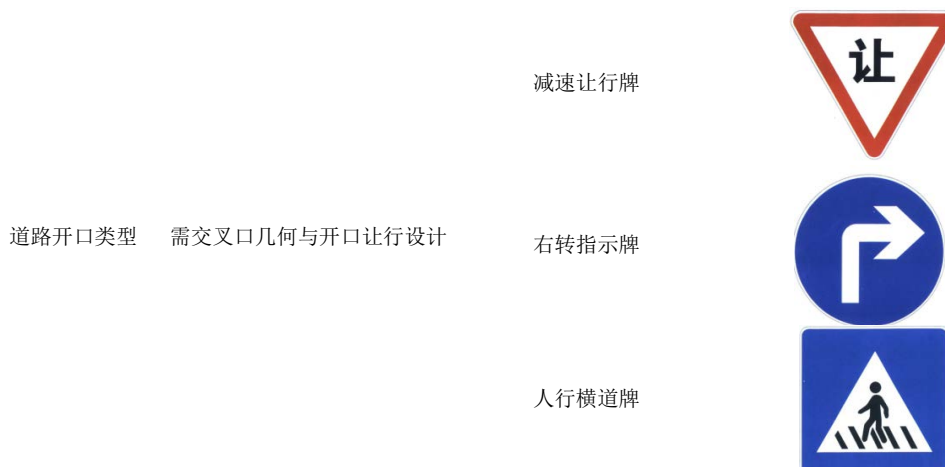 减速让行牌
让
道路开口类型
需交叉口几何与开口让行设计
右转指示牌
人行横道牌